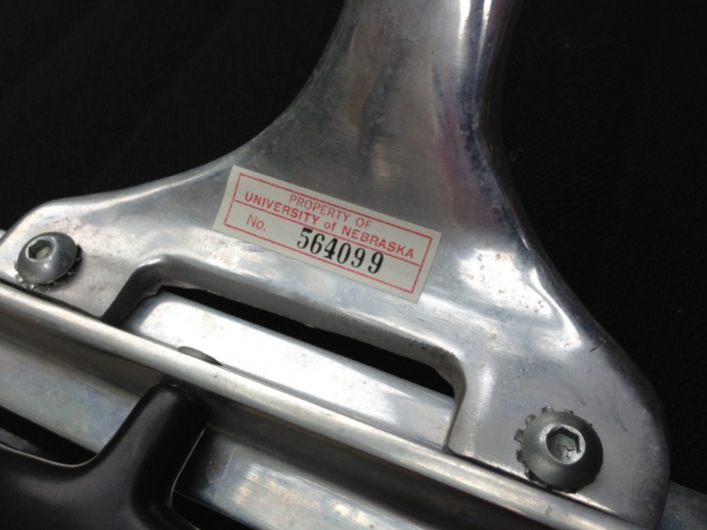 PROPERTY OF
UNIVERSITY of NEBRASKA
No. 564099